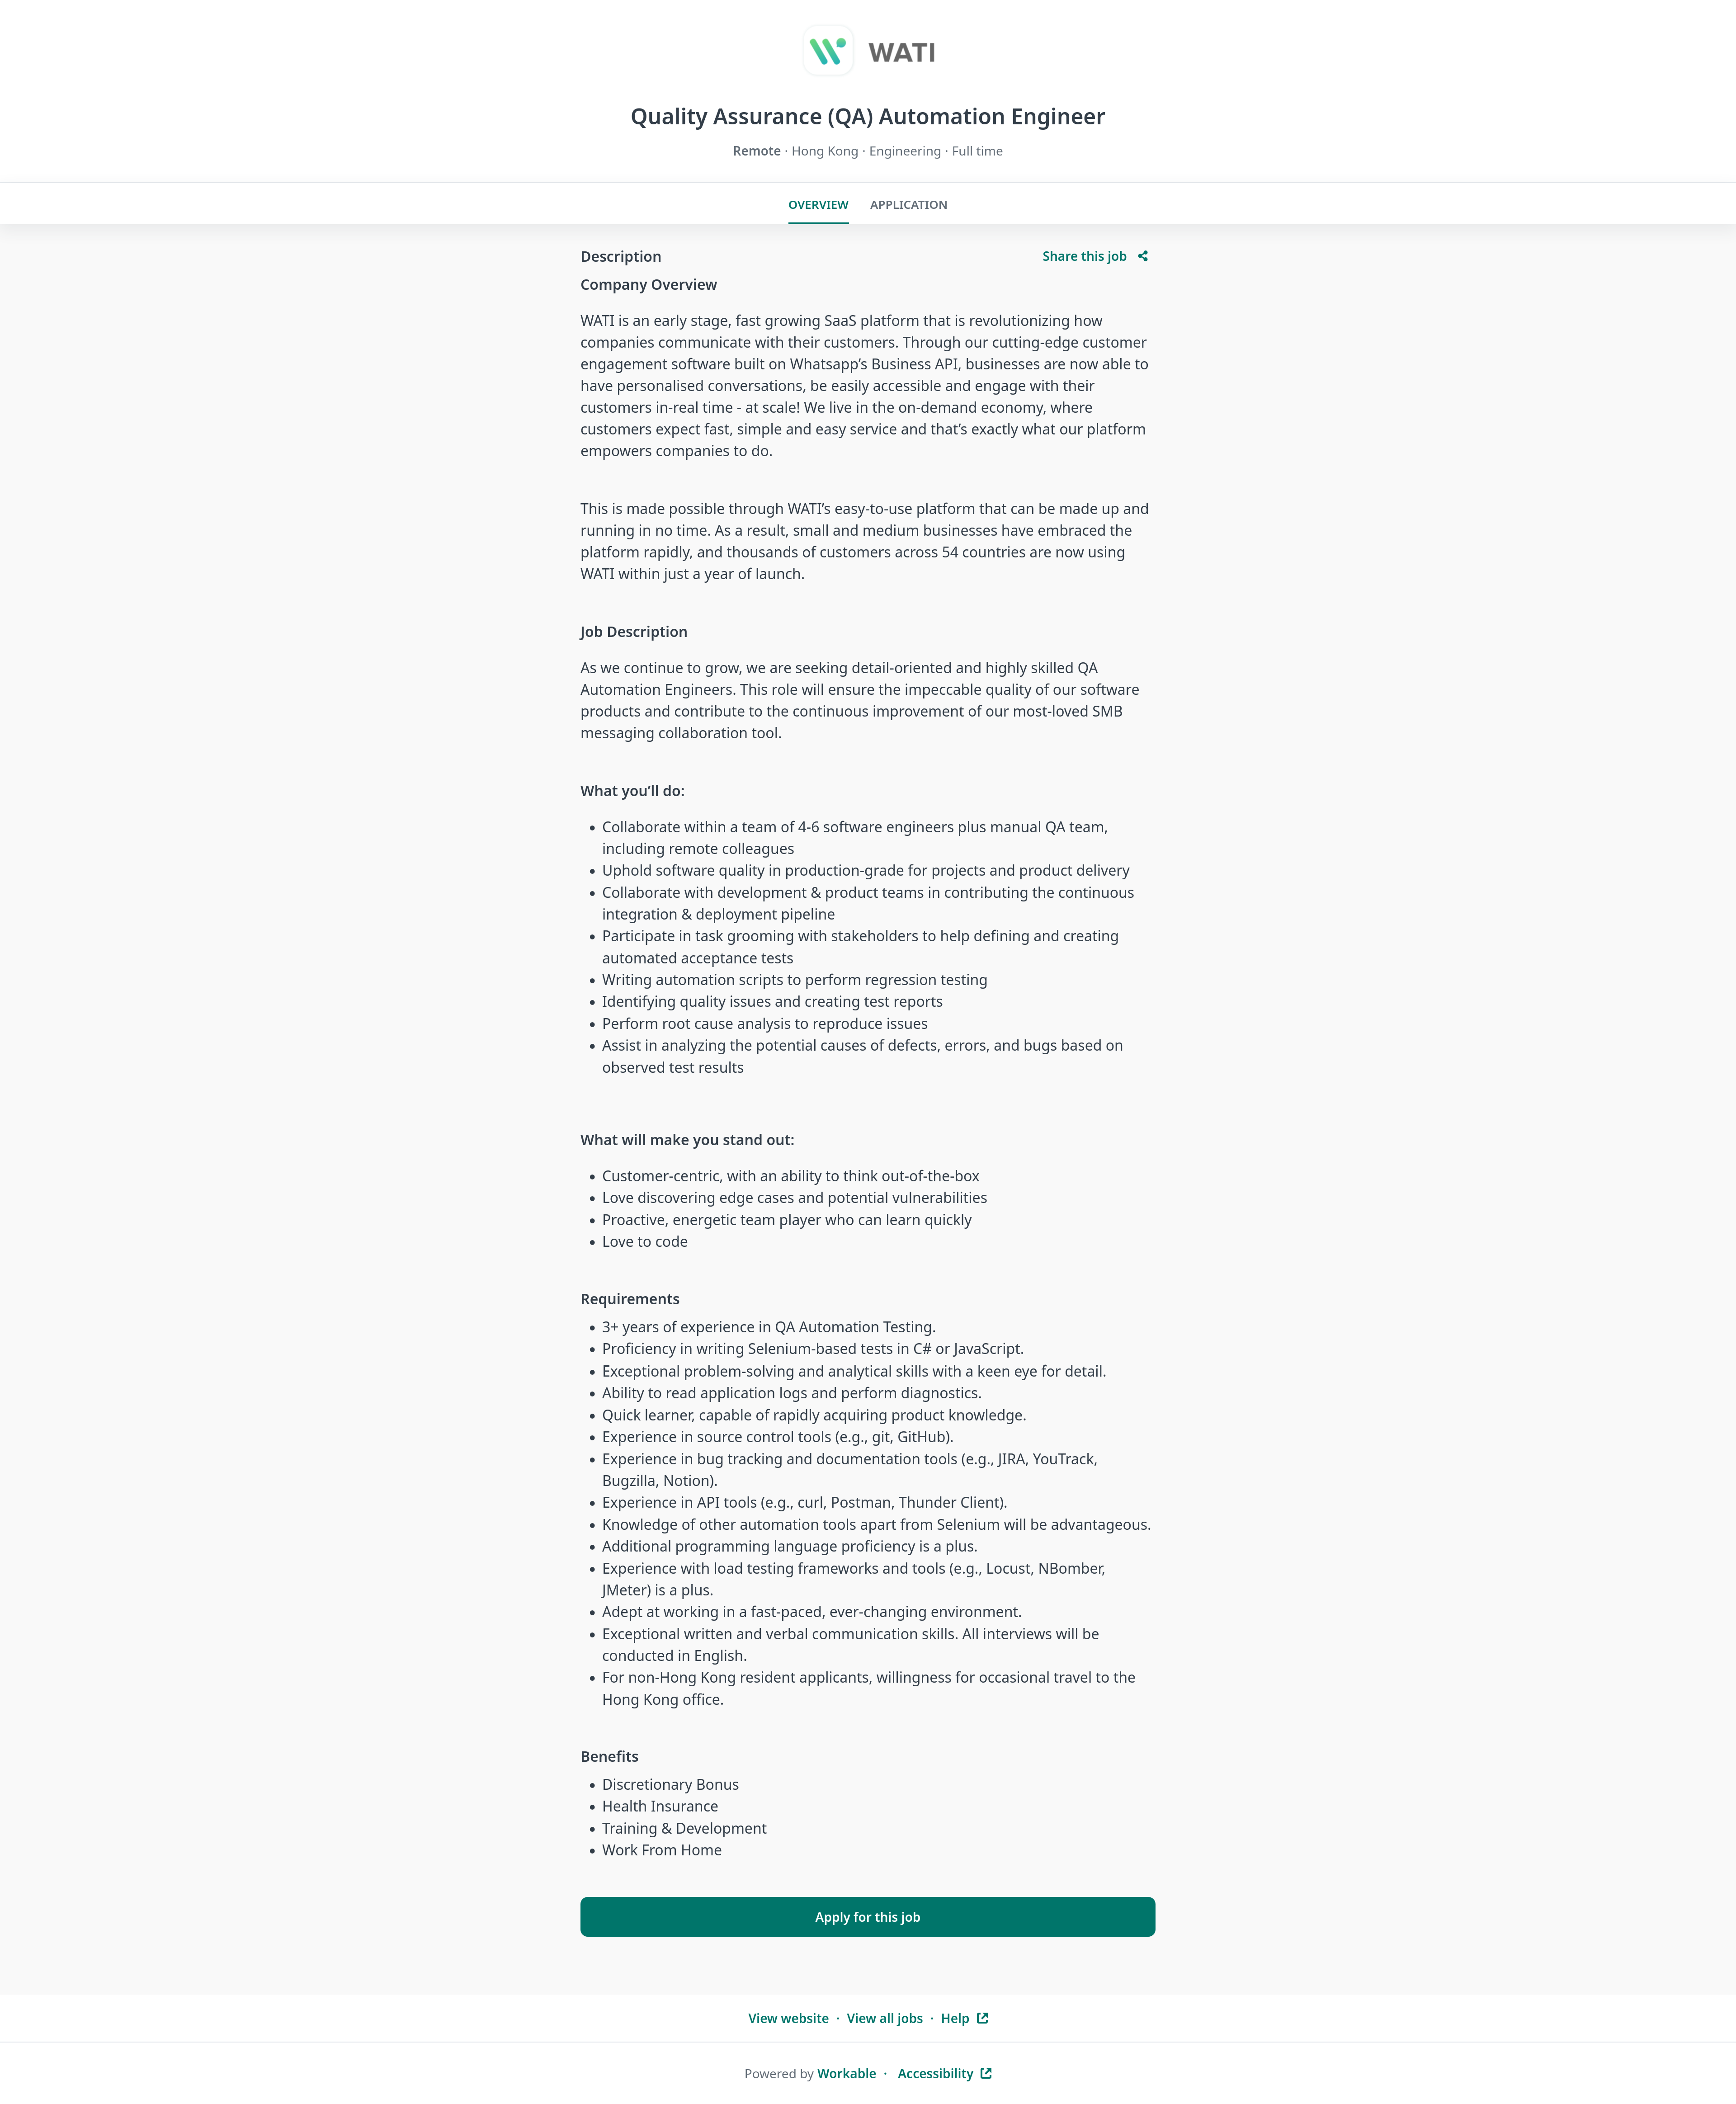 WATI
Quality Assurance (QA) Automation Engineer
Remote · Hong Kong · Engineering · Full time
OVERVIEW APPLICATION
Description Share this job
Company Overview
WATI is an early stage, fast growing SaaS platform that is revolutionizing how
companies communicate with their customers. Through our cutting-edge customer
engagement software built on Whatsapp’s Business API, businesses are now able to
have personalised conversations, be easily accessible and engage with their
customers in-real time - at scale! We live in the on-demand economy, where
customers expect fast, simple and easy service and that’s exactly what our platform
empowers companies to do.
This is made possible through WATI’s easy-to-use platform that can be made up and
running in no time. As a result, small and medium businesses have embraced the
platform rapidly, and thousands of customers across 54 countries are now using
WATI within just a year of launch.
Job Description
As we continue to grow, we are seeking detail-oriented and highly skilled QA
Automation Engineers. This role will ensure the impeccable quality of our software
products and contribute to the continuous improvement of our most-loved SMB
messaging collaboration tool.
What you’ll do:
• Collaborate within a team of 4-6 software engineers plus manual QA team,
including remote colleagues
• Uphold software quality in production-grade for projects and product delivery
• Collaborate with development & product teams in contributing the continuous
integration & deployment pipeline
• Participate in task grooming with stakeholders to help defining and creating
automated acceptance tests
• Writing automation scripts to perform regression testing
• Identifying quality issues and creating test reports
• Perform root cause analysis to reproduce issues
• Assist in analyzing the potential causes of defects, errors, and bugs based on
observed test results
What will make you stand out:
• Customer-centric, with an ability to think out-of-the-box
• Love discovering edge cases and potential vulnerabilities
• Proactive, energetic team player who can learn quickly
• Love to code
Requirements
• 3+ years of experience in QA Automation Testing.
• Proficiency in writing Selenium-based tests in C# or JavaScript.
• Exceptional problem-solving and analytical skills with a keen eye for detail.
• Ability to read application logs and perform diagnostics.
• Quick learner, capable of rapidly acquiring product knowledge.
• Experience in source control tools (e.g., git, GitHub).
• Experience in bug tracking and documentation tools (e.g., JIRA, YouTrack,
Bugzilla, Notion).
• Experience in API tools (e.g., curl, Postman, Thunder Client).
• Knowledge of other automation tools apart from Selenium will be advantageous.
• Additional programming language proficiency is a plus.
• Experience with load testing frameworks and tools (e.g., Locust, NBomber,
JMeter) is a plus.
• Adept at working in a fast-paced, ever-changing environment.
• Exceptional written and verbal communication skills. All interviews will be
conducted in English.
• For non-Hong Kong resident applicants, willingness for occasional travel to the
Hong Kong office.
Benefits
• Discretionary Bonus
• Health Insurance
• Training & Development
• Work From Home
Apply for this job
View website · View all jobs · Help
Powered by Workable · Accessibility